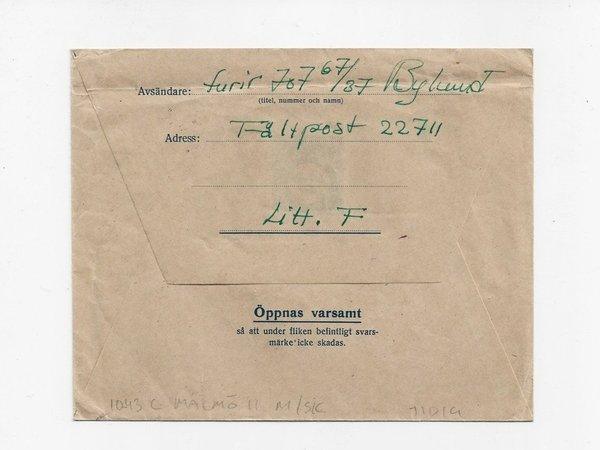 Avsändare: furir 707 67/37 Bylund
(titel, nummer och namn)
Adress: Fältpost 22711
Litt. F
Öppnas varsamt
så att under fliken befintligt svars-
märke icke skadas.
1043 C MALMÖ 11 M/SK